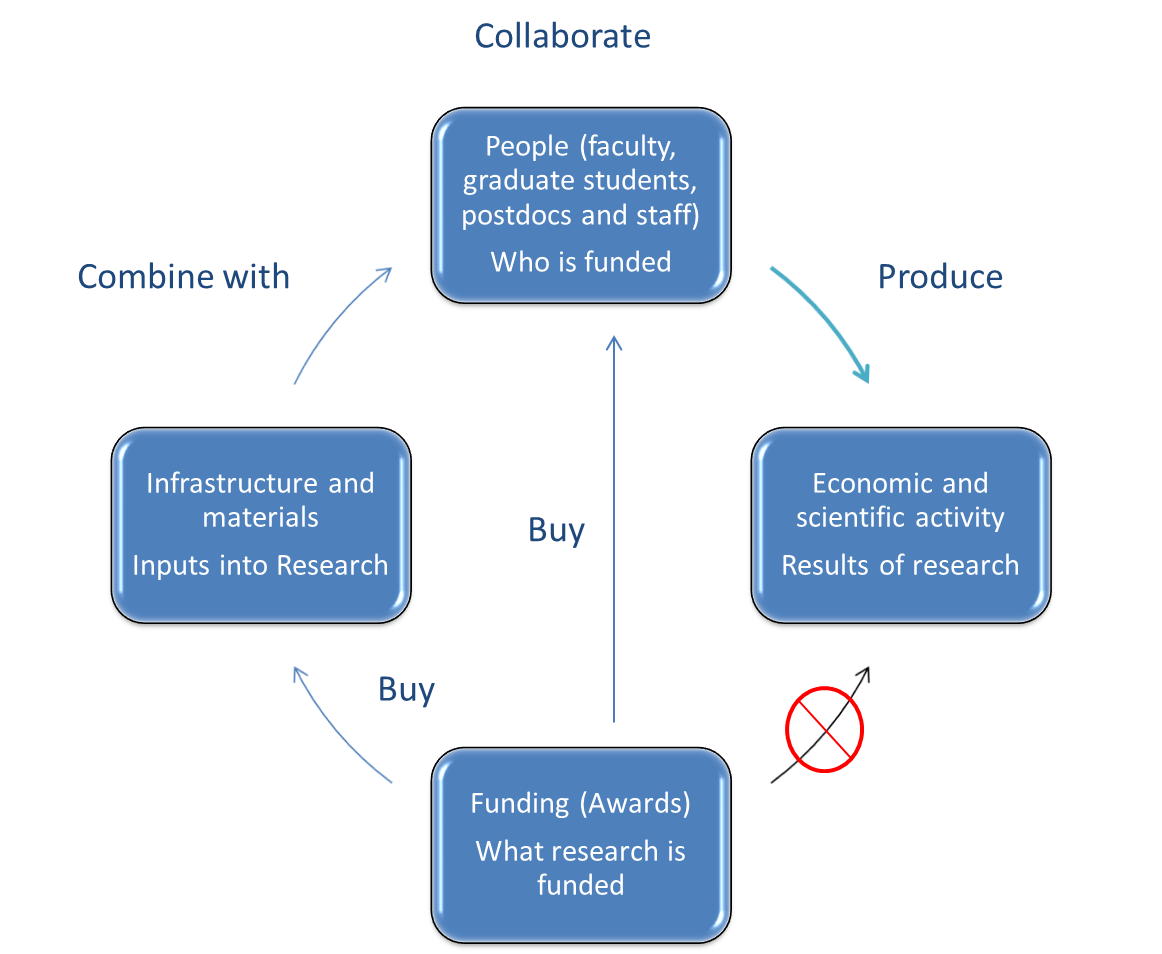 Collaborate
People (faculty,
graduate students,
postdocs and staff)
Who is funded
Combine with
Produce
Infrastructure and
materials
Inputs into Research
Buy
Economic and
scientific activity
Results of research
Buy
Funding (Awards)
What research is
funded